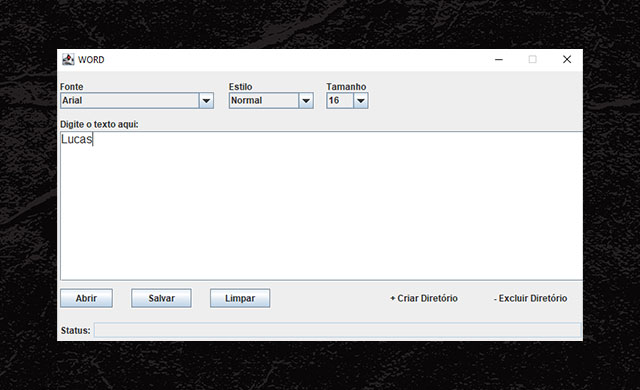 WORD
Fonte Estilo Tamanho
Arial Normal 16
Digite o texto aqui:
Lucas
Abrir Salvar Limpar + Criar Diretório - Excluir Diretório
Status: